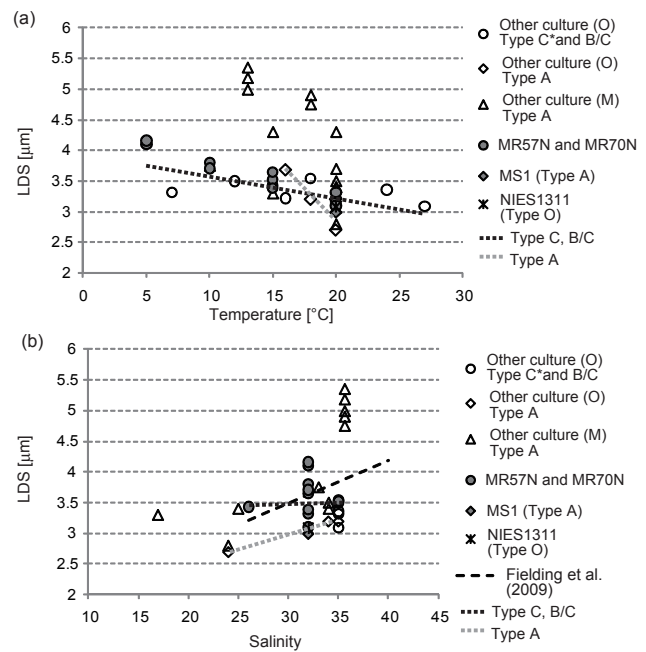 (a)
6
5.5
5
4.5
4
3.5
3
2.5
2
LDS [µm]
0
5
10
15
20
25
30
Temperature [°C]
Other culture (O)
Type C*and B/C
Other culture (O)
Type A
Other culture (M)
Type A
MR57N and MR70N
MS1 (Type A)
NIES1311
(Type O)
Type C, B/C
Type A
(b)
6
5.5
5
4.5
4
3.5
3
2.5
2
LDS [µm]
10
15
20
25
30
35
40
45
Salinity
Other culture (O)
Type C*and B/C
Other culture (O)
Type A
Other culture (M)
Type A
MR57N and MR70N
MS1 (Type A)
NIES1311
(Type O)
Fielding et al.
(2009)
Type C, B/C
Type A